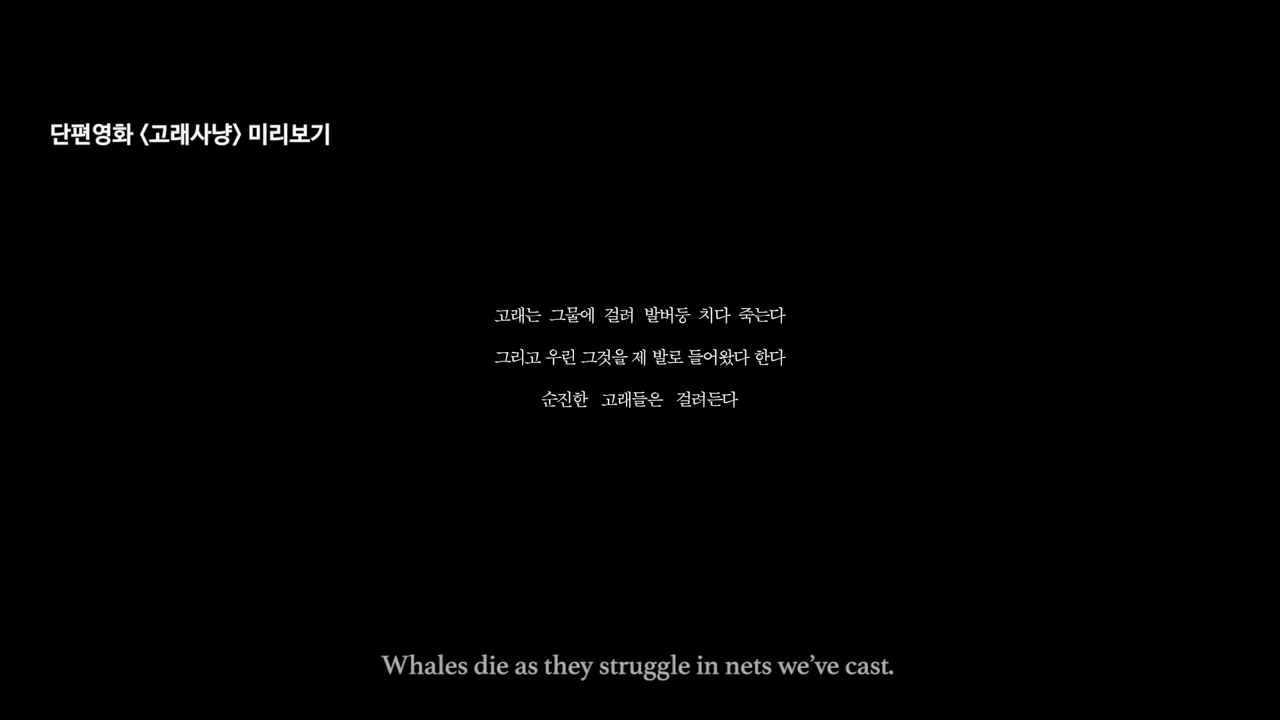 단편영화 〈고래사냥〉 미리보기
고래는 그물에 걸려 발버둥 치다 죽는다
그리고 우린 그것을 제 발로 들어왔다 한다
순진한 고래들은 걸려든다
Whales die as they struggle in nets we’ve cast.